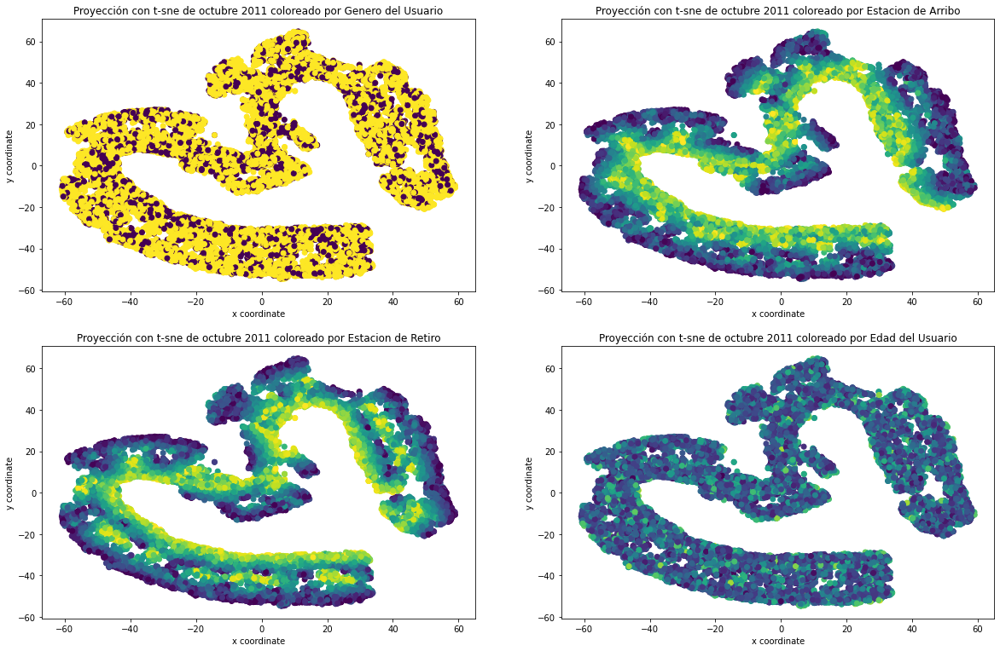 Proyección con t-sne de octubre 2011 coloreado por Genero del Usuario
60
40
20
0
−20
−40
−60
y coordinate
−60 −40 −20 0 20 40 60
x coordinate
Proyección con t-sne de octubre 2011 coloreado por Estacion de Arribo
60
40
20
0
−20
−40
−60
y coordinate
−60 −40 −20 0 20 40 60
x coordinate
Proyección con t-sne de octubre 2011 coloreado por Estacion de Retiro
60
40
20
0
−20
−40
−60
y coordinate
−60 −40 −20 0 20 40 60
x coordinate
Proyección con t-sne de octubre 2011 coloreado por Edad del Usuario
60
40
20
0
−20
−40
−60
y coordinate
−60 −40 −20 0 20 40 60
x coordinate